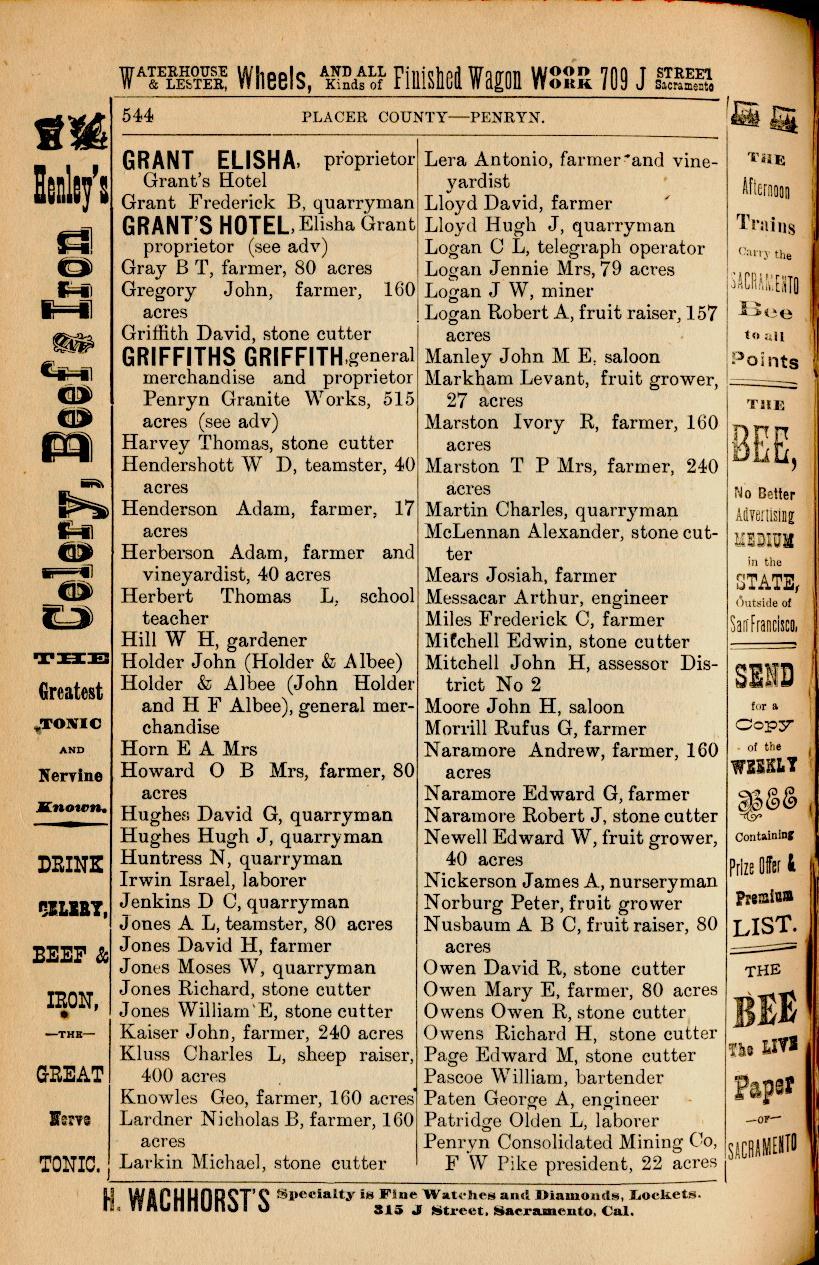 WATERHOUSE & LESTER, Wheels, AND ALL Kinds of Finished Wagon WOOD WORK 709 J STREET Sacramento
544 PLACER COUNTY—PENRYN.
Henley's
Celery, Beef and Iron
THE
Greatest
TONIC
AND
Nervine
Known.
DRINK
CELERY,
BEEF &
IRON,
—THE—
GREAT
Nerve
TONIC.
GRANT ELISHA, proprietor
Grant's Hotel
Grant Frederick B, quarryman
GRANT'S HOTEL, Elisha Grant
proprietor (see adv)
Gray B T, farmer, 80 acres
Gregory John, farmer, 160
acres
Griffith David, stone cutter
GRIFFITHS GRIFFITH, general
merchandise and proprietor
Penryn Granite Works, 515
acres (see adv)
Harvey Thomas, stone cutter
Hendershott W D, teamster, 40
acres
Henderson Adam, farmer, 17
acres
Herberson Adam, farmer and
vineyardist, 40 acres
Herbert Thomas L, school
teacher
Hill W H, gardener
Holder John (Holder & Albee)
Holder & Albee (John Holder
and H F Albee), general mer-
chandise
Horn E A Mrs
Howard O B Mrs, farmer, 80
acres
Hughes David G, quarryman
Hughes Hugh J, quarryman
Huntress N, quarryman
Irwin Israel, laborer
Jenkins D C, quarryman
Jones A L, teamster, 80 acres
Jones David H, farmer
Jones Moses W, quarryman
Jones Richard, stone cutter
Jones William E, stone cutter
Kaiser John, farmer, 240 acres
Kluss Charles L, sheep raiser,
400 acres
Knowles Geo, farmer, 160 acres
Lardner Nicholas B, farmer, 160
acres
Larkin Michael, stone cutter
Lera Antonio, farmer and vine-
yardist
Lloyd David, farmer
Lloyd Hugh J, quarryman
Logan C L, telegraph operator
Logan Jennie Mrs, 79 acres
Logan J W, miner
Logan Robert A, fruit raiser, 157
acres
Manley John M E, saloon
Markham Levant, fruit grower,
27 acres
Marston Ivory R, farmer, 160
acres
Marston T P Mrs, farmer, 240
acres
Martin Charles, quarryman
McLennan Alexander, stone cut-
ter
Mears Josiah, farmer
Messacar Arthur, engineer
Miles Frederick C, farmer
Mitchell Edwin, stone cutter
Mitchell John H, assessor Dis-
trict No 2
Moore John H, saloon
Morrill Rufus G, farmer
Naramore Andrew, farmer, 160
acres
Naramore Edward G, farmer
Naramore Robert J, stone cutter
Newell Edward W, fruit grower,
40 acres
Nickerson James A, nurseryman
Norburg Peter, fruit grower
Nusbaum A B C, fruit raiser, 80
acres
Owen David R, stone cutter
Owen Mary E, farmer, 80 acres
Owens Owen R, stone cutter
Owens Richard H, stone cutter
Page Edward M, stone cutter
Pascoe William, bartender
Paten George A, engineer
Patridge Olden L, laborer
Penryn Consolidated Mining Co,
F W Pike president, 22 acres
THE
Afternoon
Trains
Carry the
SACRAMENTO
Bee
to all
Points
THE
BEE,
No Better
Advertising
MEDIUM
in the
STATE,
Outside of
San Francisco,
SEND
for a
Copy
of the
WEEKLY
BEE
Containing
Prize Offer &
Premium
LIST.
THE
BEE
The LIVE
Paper
—OF—
SACRAMENTO
H. WACHHORST'S Specialty is Fine Watches and Diamonds, Lockets.
315 J Street, Sacramento, Cal.